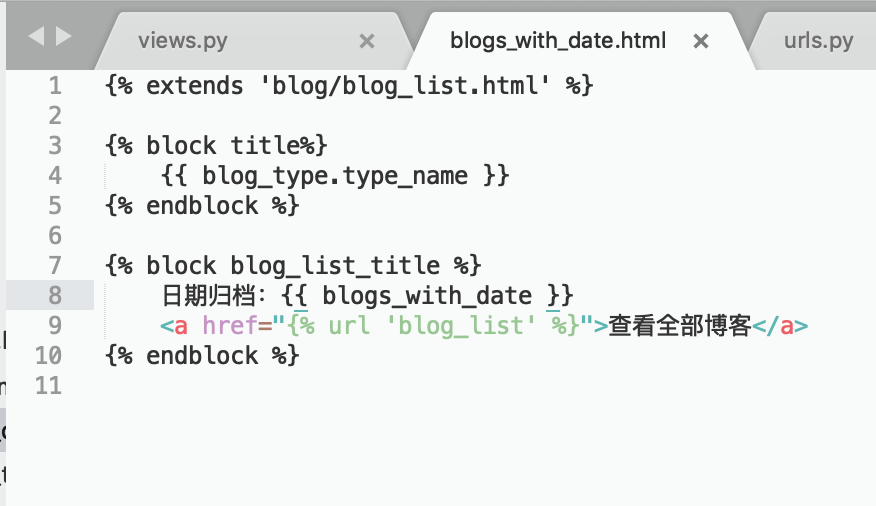 views.py × blogs_with_date.html × urls.py
1 {% extends 'blog/blog_list.html' %}
2
3 {% block title%}
4     {{ blog_type.type_name }}
5 {% endblock %}
6
7 {% block blog_list_title %}
8     日期归档：{{ blogs_with_date }}
9     <a href="{% url 'blog_list' %}">查看全部博客</a>
10 {% endblock %}
11